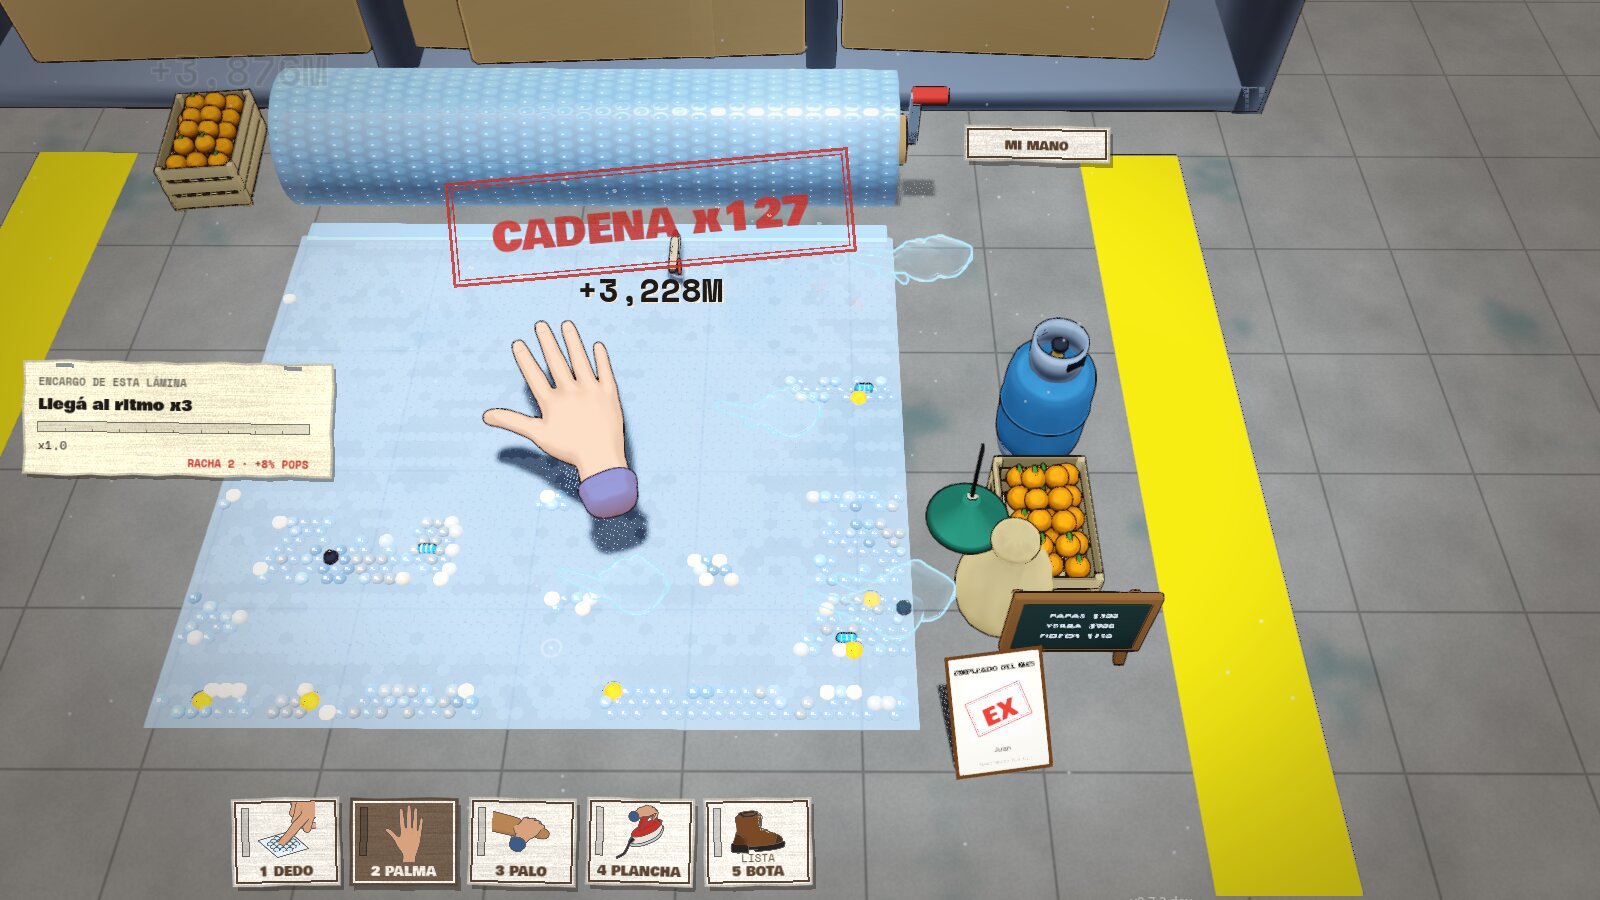 +3.876M
MI MANO
CADENA x127
+3,228M
ENCARGO DE ESTA LÁMINA
Llegá al ritmo x3
x1,0
RACHA 2 · +8% POPS
EMPLEADO DEL MES
EX
Juan
1 DEDO
2 PALMA
3 PALO
4 PLANCHA
LISTA
5 BOTA